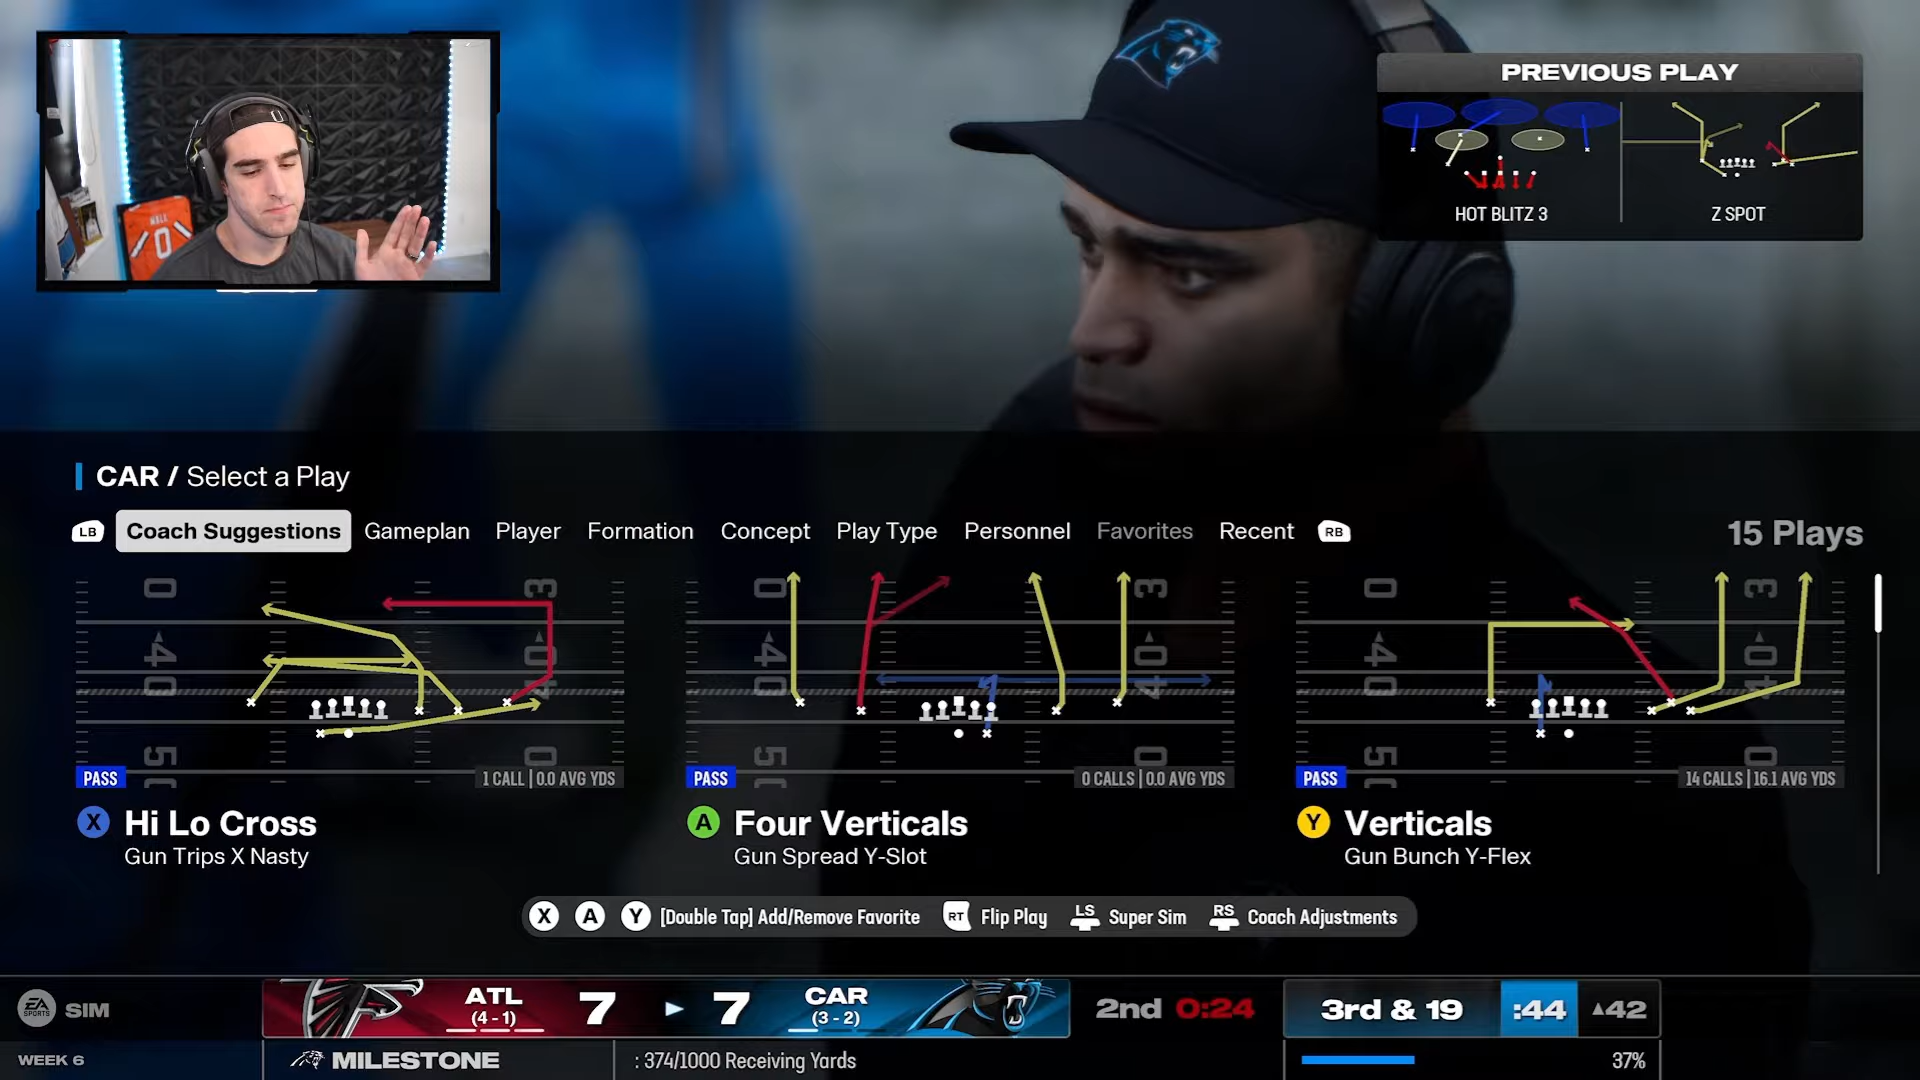 PREVIOUS PLAY
HOT BLITZ 3
Z SPOT
CAR / Select a Play
LB Coach Suggestions Gameplan Player Formation Concept Play Type Personnel Favorites Recent RB
15 Plays
PASS
1 CALL | 0.0 AVG YDS
X Hi Lo Cross
Gun Trips X Nasty
PASS
0 CALLS | 0.0 AVG YDS
A Four Verticals
Gun Spread Y-Slot
PASS
14 CALLS | 16.1 AVG YDS
Y Verticals
Gun Bunch Y-Flex
X A Y [Double Tap] Add/Remove Favorite RT Flip Play LS Super Sim RS Coach Adjustments
EA SPORTS SIM
ATL (4 - 1) 7 7 CAR (3 - 2) 2nd 0:24 3rd & 19 :44 42
WEEK 6
MILESTONE : 374/1000 Receiving Yards 37%